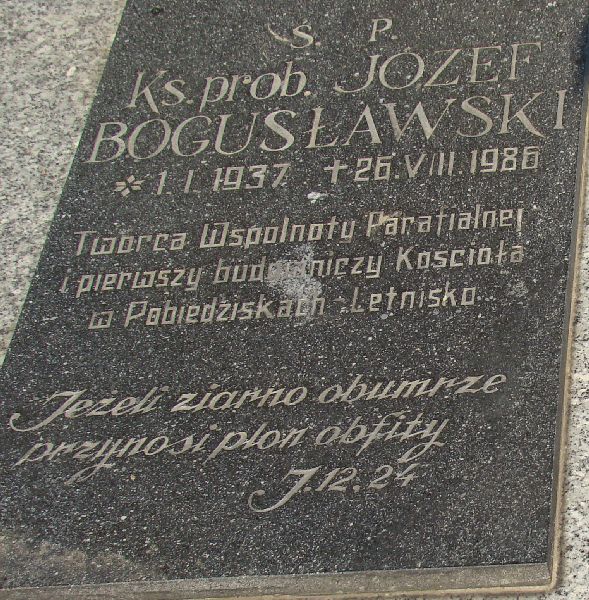 Ś. P.
Ks. prob. JÓZEF
BOGUSŁAWSKI
* 1.I.1937 ✝ 26.VIII.1986
Twórca Wspólnoty Parafialnej
i pierwszy budowniczy Kościoła
w Pobiedziskach-Letnisko
Jeżeli ziarno obumrze
przynosi plon obfity
J.12.24